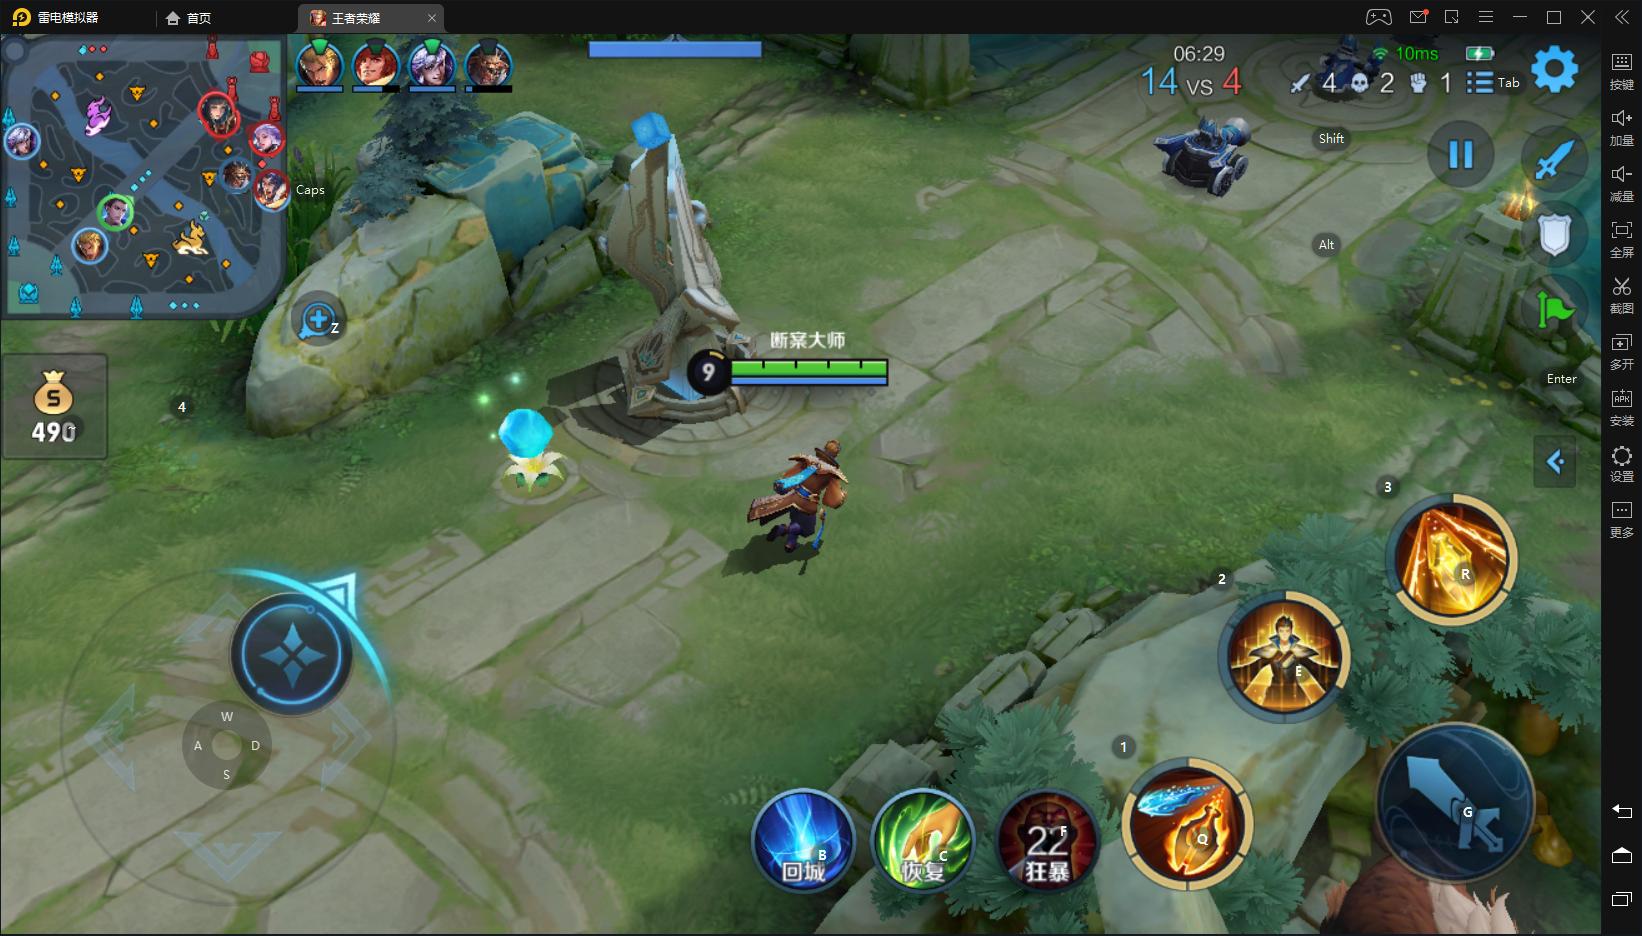 雷电模拟器
首页
王者荣耀
06:29
10ms
14 vs 4
4 2 1
Tab
按键
加量
减量
全屏
截图
多开
安装
设置
更多
Shift
Caps
Alt
Z
断案大师
9
Enter
490
4
3
R
2
E
W
A
D
S
1
Q
G
B
回城
C
恢复
22
F
狂暴
APK